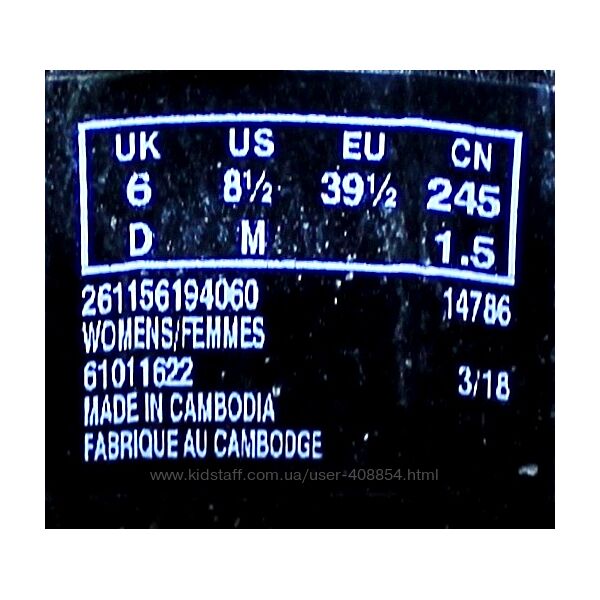 UK US EU CN
6 8½ 39½ 245
D M 1.5
261156194060 14786
WOMENS/FEMMES
61011622 3/18
MADE IN CAMBODIA
FABRIQUE AU CAMBODGE
www.kidstaff.com.ua/user-408854.html